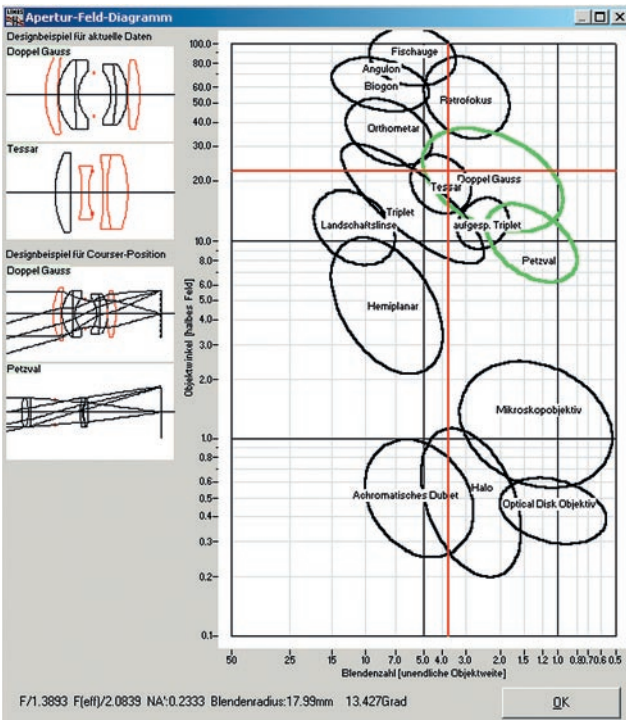 Apertur-Feld-Diagramm
Designbeispiel für aktuelle Daten
Doppel Gauss
Tessar
Designbeispiel für Courser-Position
Doppel Gauss
Petzval
Objektwinkel [halbes Feld]
100.0
80.0
60.0
50.0
40.0
30.0
20.0
10.0
8.0
6.0
5.0
4.0
3.0
2.0
1.0
0.8
0.6
0.5
0.4
0.3
0.2
0.1
Fischauge
Angulon
Biogon
Retrofokus
Orthometar
Tessar
Doppel Gauss
Triplet
Landschaftslinse
aufgesp. Triplet
Petzval
Hemiplanar
Mikroskopobjektiv
Achromatisches Dublet
Halo
Optical Disk Objektiv
50 25 15 10 7.0 5.0 4.0 3.0 2.0 1.5 1.2 1.0 0.8 0.7 0.6 0.5
Blendenzahl [unendliche Objektweite]
F/1.3893 F(eff)/2.0839 NA':0.2333 Blendenradius:17.99mm 13.427Grad
OK